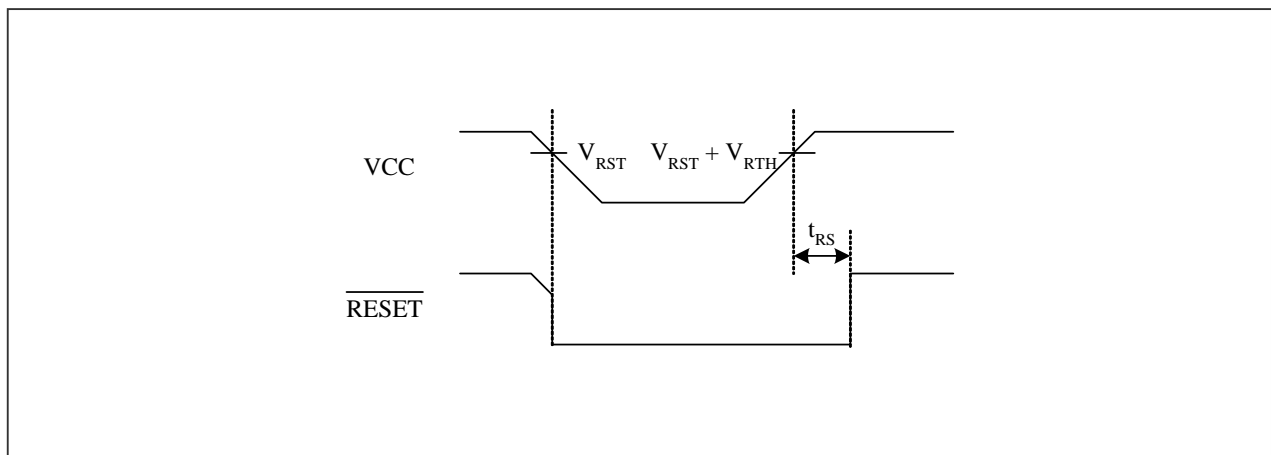 VCC
V_RST
V_RST + V_RTH
t_RS
RESET